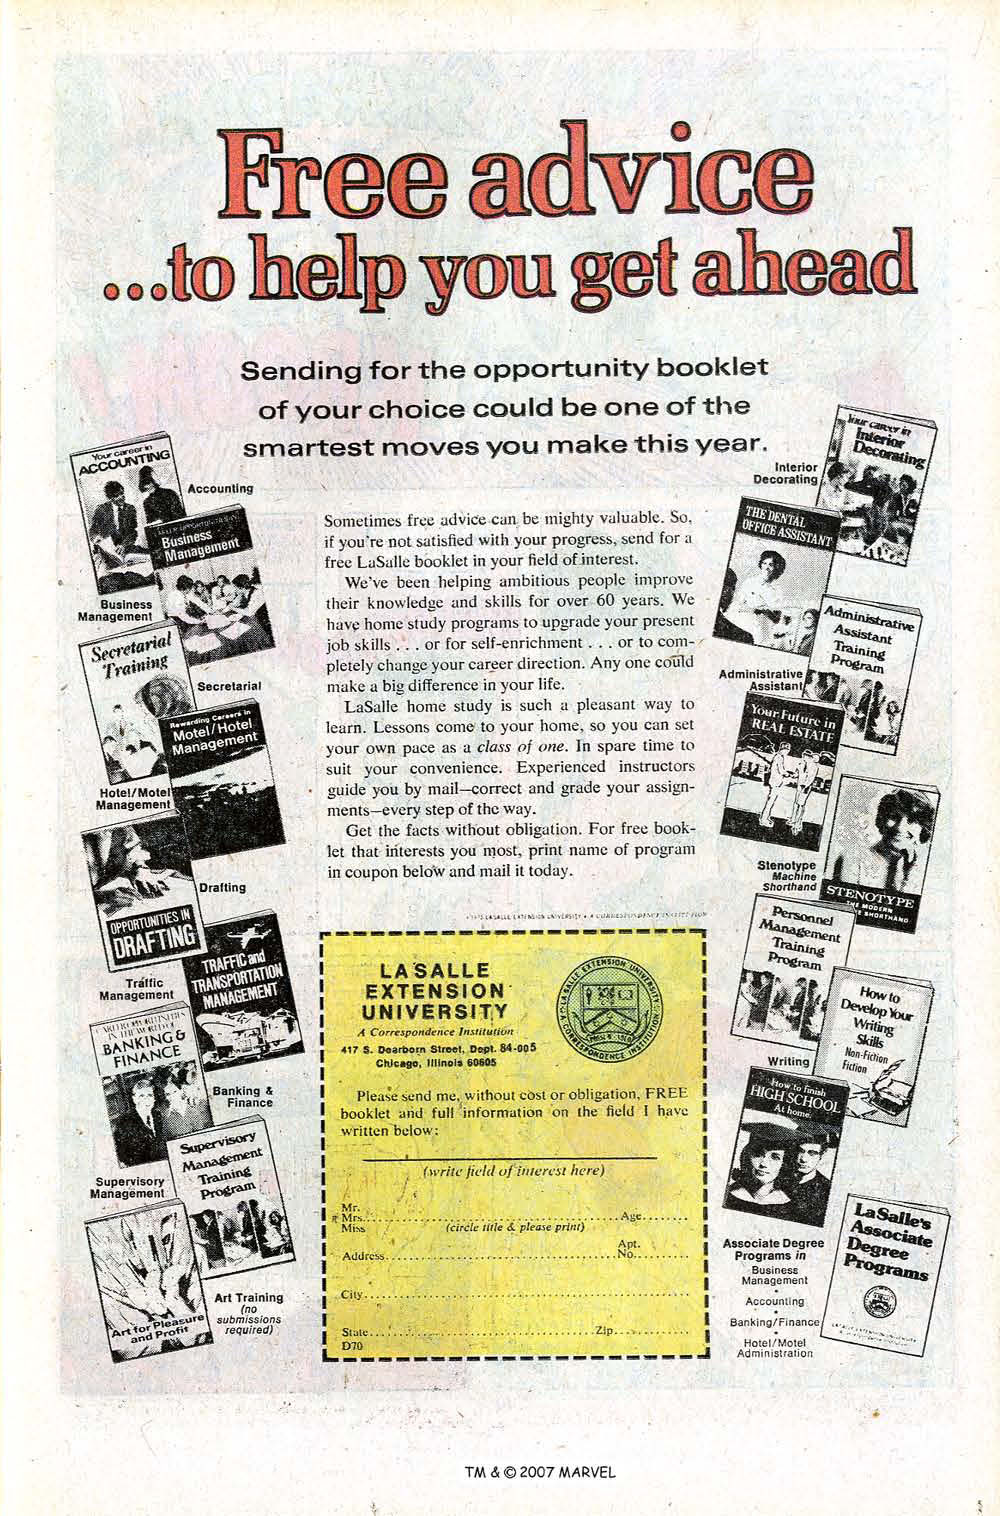 Free advice
...to help you get ahead
Sending for the opportunity booklet
of your choice could be one of the
smartest moves you make this year.
Your career in
ACCOUNTING
Accounting
Business
Management
Business
Management
Secretarial
Training
Secretarial
Rewarding Careers in
Motel/Hotel
Management
Hotel/Motel
Management
Drafting
OPPORTUNITIES IN
DRAFTING
TRAFFIC and
TRANSPORTATION
MANAGEMENT
Traffic
Management
BANKING &
FINANCE
Banking &
Finance
Supervisory
Management
Training
Program
Supervisory
Management
Art for Pleasure
and Profit
Art Training
(no
submissions
required)
Sometimes free advice can be mighty valuable. So,
if you're not satisfied with your progress, send for a
free LaSalle booklet in your field of interest.
We've been helping ambitious people improve
their knowledge and skills for over 60 years. We
have home study programs to upgrade your present
job skills . . . or for self-enrichment . . . or to com-
pletely change your career direction. Any one could
make a big difference in your life.
LaSalle home study is such a pleasant way to
learn. Lessons come to your home, so you can set
your own pace as a class of one. In spare time to
suit your convenience. Experienced instructors
guide you by mail—correct and grade your assign-
ments—every step of the way.
Get the facts without obligation. For free book-
let that interests you most, print name of program
in coupon below and mail it today.
LASALLE EXTENSION UNIVERSITY • A CORRESPONDENCE INSTITUTION
LA SALLE
EXTENSION
UNIVERSITY
A Correspondence Institution
417 S. Dearborn Street, Dept. 84-005
Chicago, Illinois 60605
LA SALLE EXTENSION UNIVERSITY
CORRESPONDENCE INSTITUTION
Please send me, without cost or obligation, FREE
booklet and full information on the field I have
written below:
(write field of interest here)
Mr.
Mrs. Age
Miss (circle title & please print)
Apt.
Address No.
City
State Zip
D70
Your career in
Interior
Decorating
Interior
Decorating
THE DENTAL
OFFICE ASSISTANT
Administrative
Assistant
Training
Program
Administrative
Assistant
Your Future in
REAL ESTATE
Stenotype
Machine
Shorthand
STENOTYPE
THE MODERN
SHORTHAND
Personnel
Management
Training
Program
How to
Develop Your
Writing
Skills
Non-Fiction
Fiction
Writing
How to finish
HIGH SCHOOL
At home.
LaSalle's
Associate
Degree
Programs
Associate Degree
Programs in
Business
Management
•
Accounting
•
Banking/Finance
•
Hotel/Motel
Administration
TM & © 2007 MARVEL